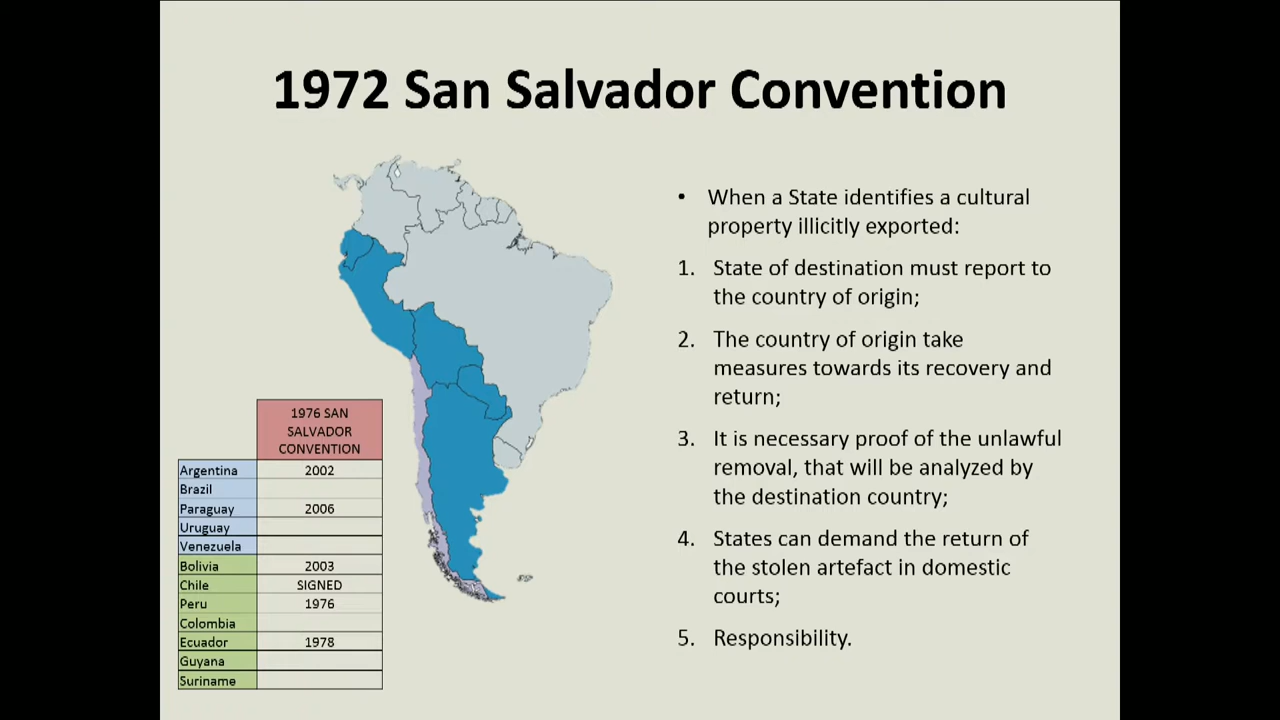 1972 San Salvador Convention
• When a State identifies a cultural
property illicitly exported:
1. State of destination must report to
the country of origin;
2. The country of origin take
measures towards its recovery and
return;
3. It is necessary proof of the unlawful
removal, that will be analyzed by
the destination country;
4. States can demand the return of
the stolen artefact in domestic
courts;
5. Responsibility.
1976 SAN
SALVADOR
CONVENTION
Argentina 2002
Brazil
Paraguay 2006
Uruguay
Venezuela
Bolivia 2003
Chile SIGNED
Peru 1976
Colombia
Ecuador 1978
Guyana
Suriname